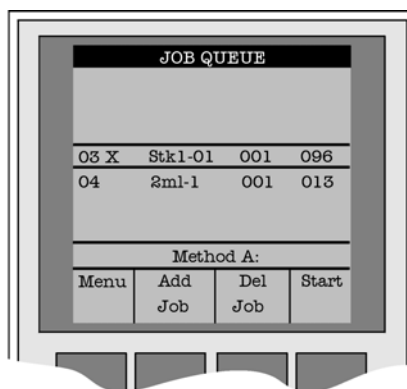 JOB QUEUE
03 X Stk1-01 001 096
04 2ml-1 001 013
Method A:
Menu Add Job Del Job Start